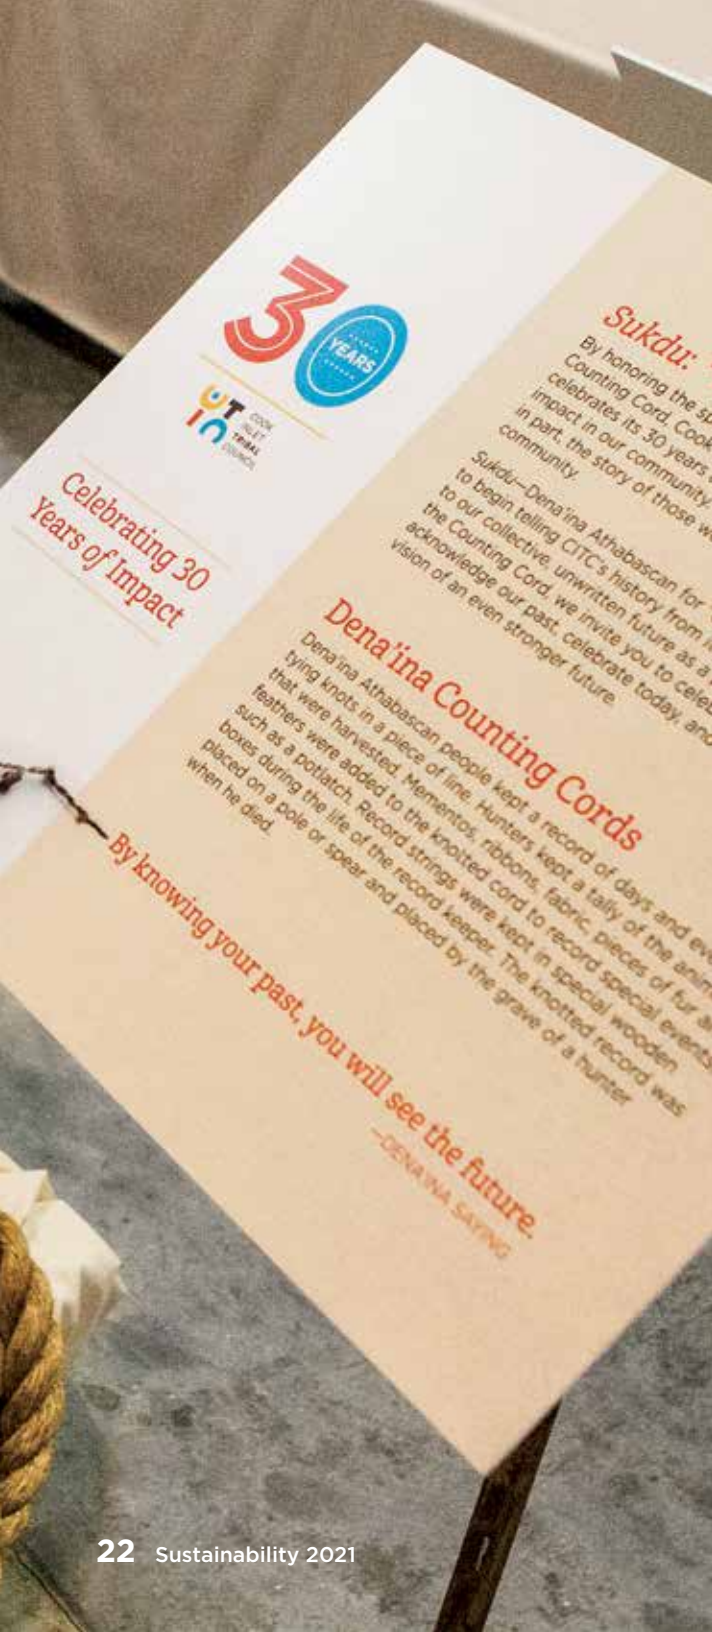 30
YEARS
COOK
INLET
TRIBAL
COUNCIL
Celebrating 30
Years of Impact
Sukdu:
By honoring the
Counting Cord, Cook
celebrates its 30 years
impact in our community
in part, the story of those
community.
Sukdu—Dena'ina Athabascan for
to begin telling CITC's history from
to our collective, unwritten future as a
the Counting Cord, we invite you to
acknowledge our past, celebrate today, and
vision of an even stronger future.
Dena'ina Counting Cords
Dena'ina Athabascan people kept a record of days and
tying knots in a piece of line. Hunters kept a tally of the
that were harvested. Mementos, ribbons, fabric, pieces of fur
feathers were added to the knotted cord to record special events
such as a potlatch. Record strings were kept in special wooden
boxes during the life of the record keeper. The knotted record was
placed on a pole or spear and placed by the grave of a hunter
when he died.
By knowing your past, you will see the future.
—DENA'INA SAYING
22 Sustainability 2021